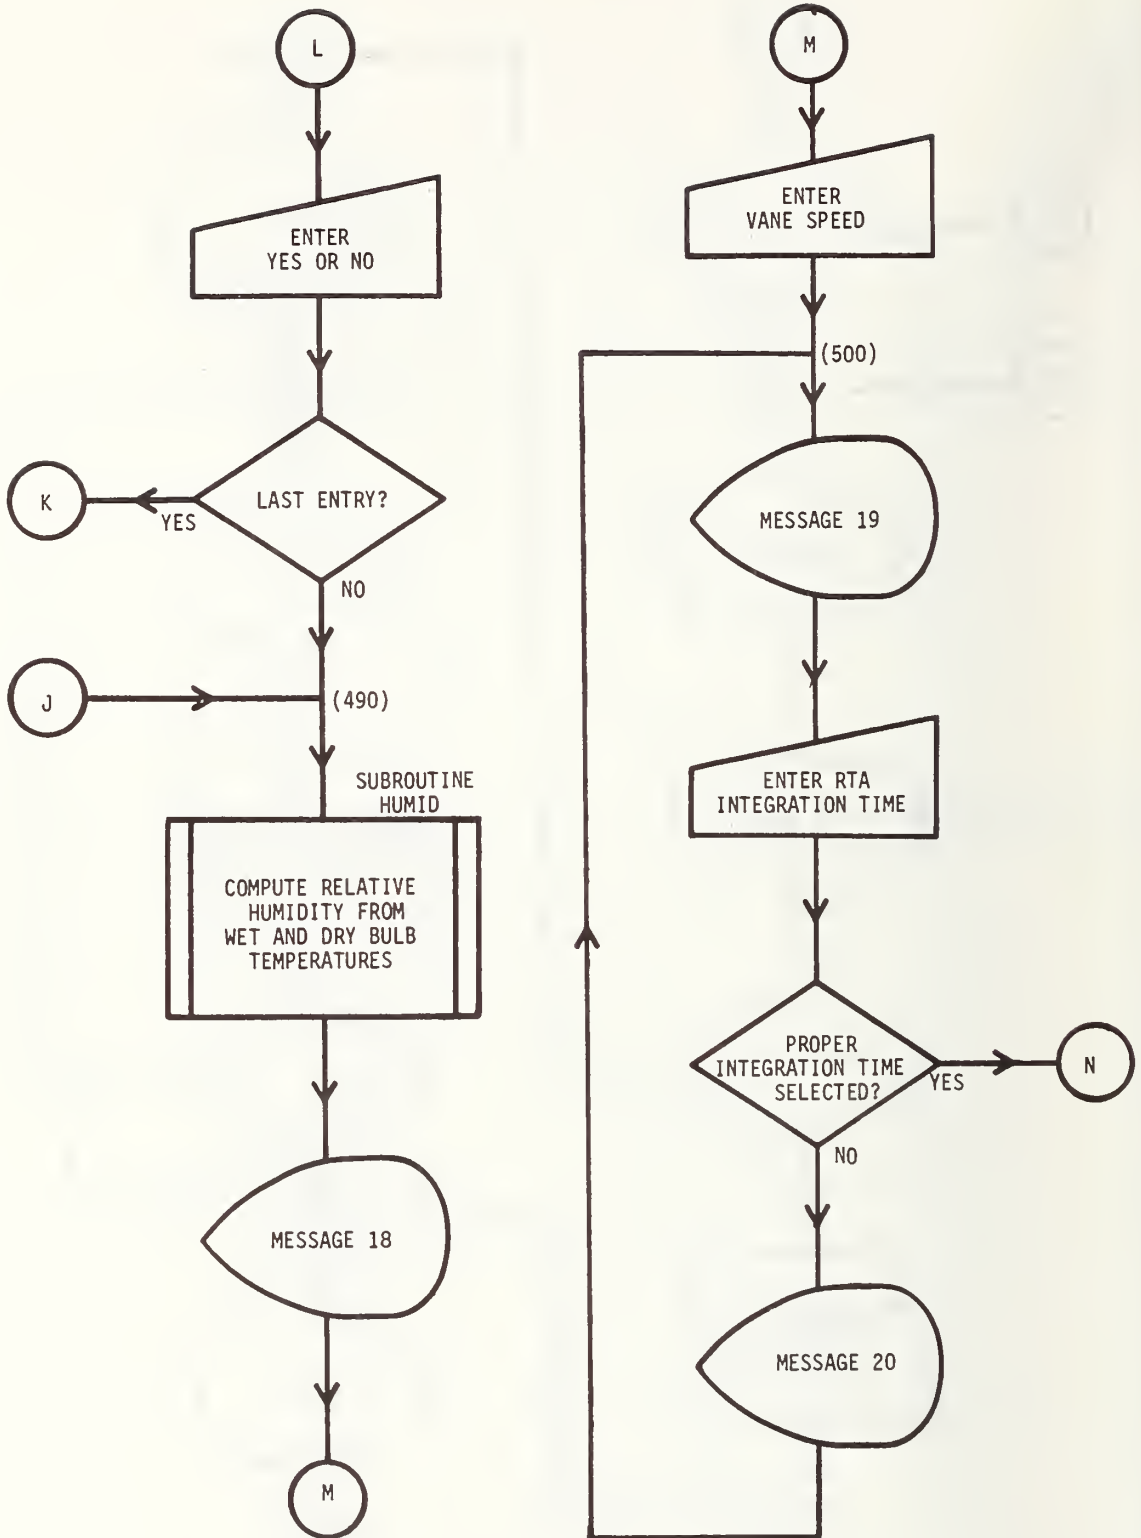 L
ENTER
YES OR NO
LAST ENTRY?
YES
K
NO
J
(490)
SUBROUTINE
HUMID
COMPUTE RELATIVE
HUMIDITY FROM
WET AND DRY BULB
TEMPERATURES
MESSAGE 18
M
M
ENTER
VANE SPEED
(500)
MESSAGE 19
ENTER RTA
INTEGRATION TIME
PROPER
INTEGRATION TIME
SELECTED?
YES
N
NO
MESSAGE 20